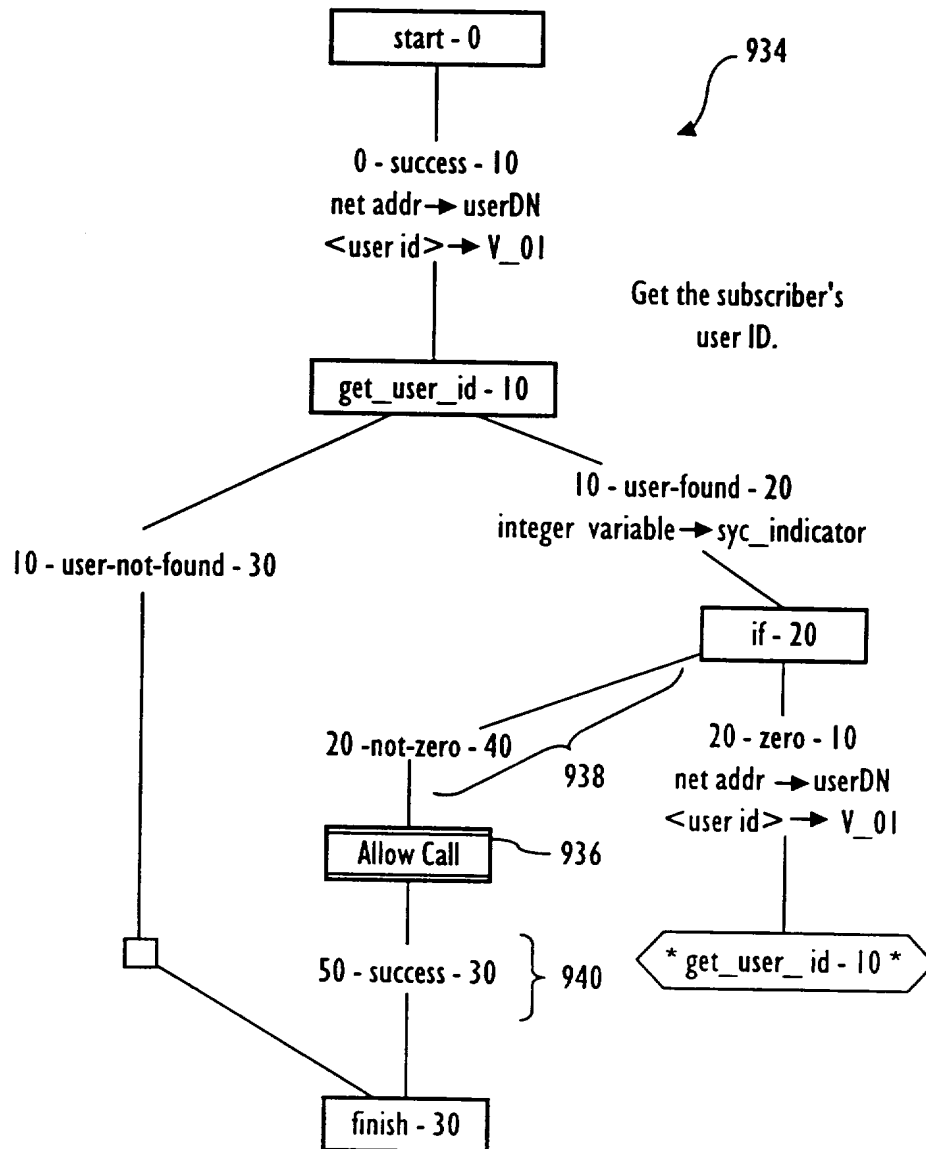 start - 0
934
0 - success - 10
net addr → userDN
<user id> → V_01
Get the subscriber's
user ID.
get_user_id - 10
10 - user-found - 20
integer variable → syc_indicator
10 - user-not-found - 30
if - 20
20 -not-zero - 40
938
20 - zero - 10
net addr → userDN
<user id> → V_01
Allow Call
936
* get_user_ id - 10 *
50 - success - 30
940
finish - 30